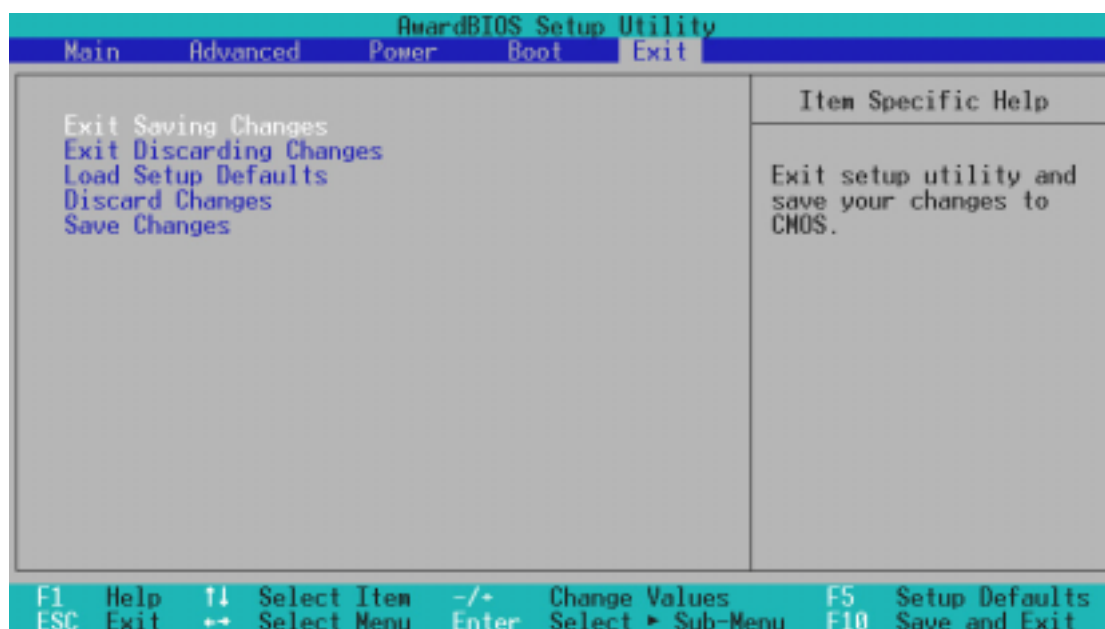 AwardBIOS Setup Utility
Main Advanced Power Boot Exit
Exit Saving Changes
Exit Discarding Changes
Load Setup Defaults
Discard Changes
Save Changes
Item Specific Help
Exit setup utility and
save your changes to
CMOS.
F1 Help ↑↓ Select Item -/+ Change Values F5 Setup Defaults
ESC Exit ←→ Select Menu Enter Select ► Sub-Menu F10 Save and Exit